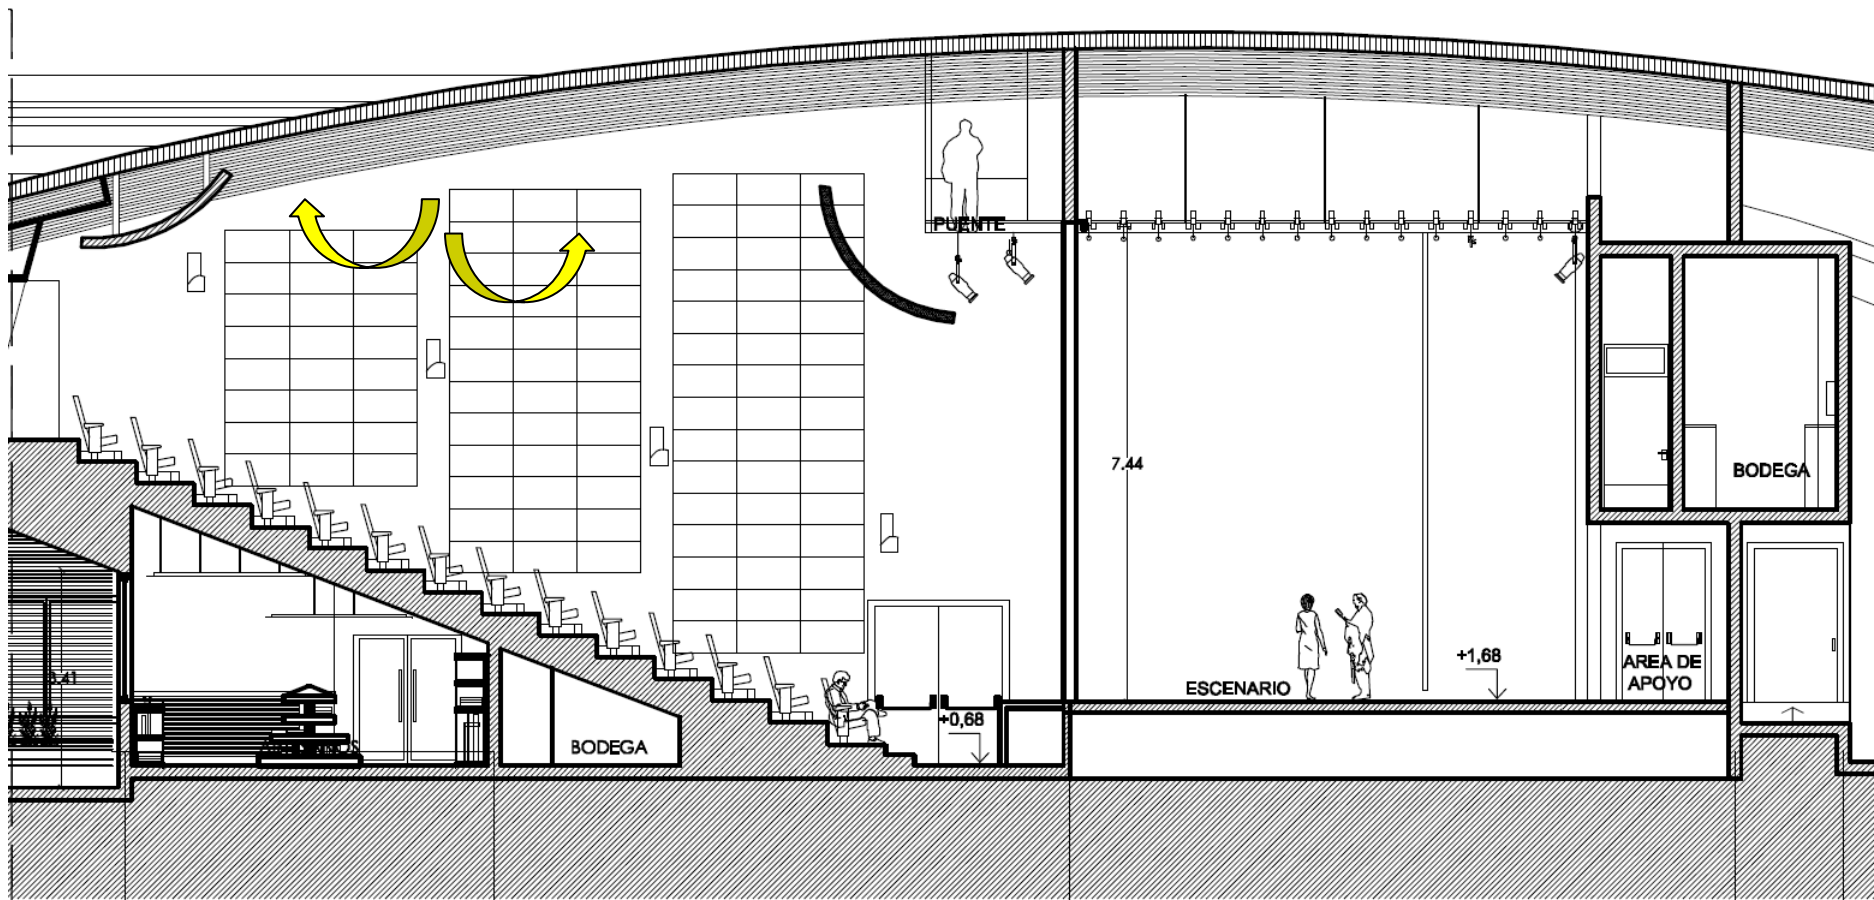 PUENTE
7.44
BODEGA
+1,68
AREA DE
APOYO
ESCENARIO
+0,68
BODEGA